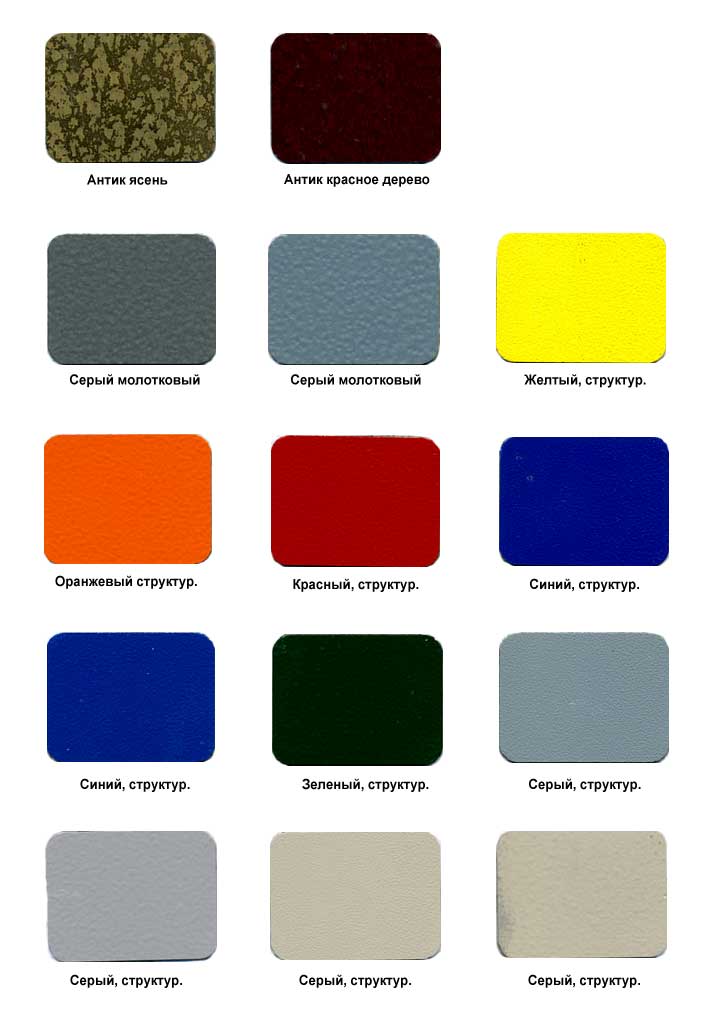 Антик ясень
Антик красное дерево
Серый молотковый
Серый молотковый
Желтый, структур.
Оранжевый структур.
Красный, структур.
Синий, структур.
Синий, структур.
Зеленый, структур.
Серый, структур.
Серый, структур.
Серый, структур.
Серый, структур.